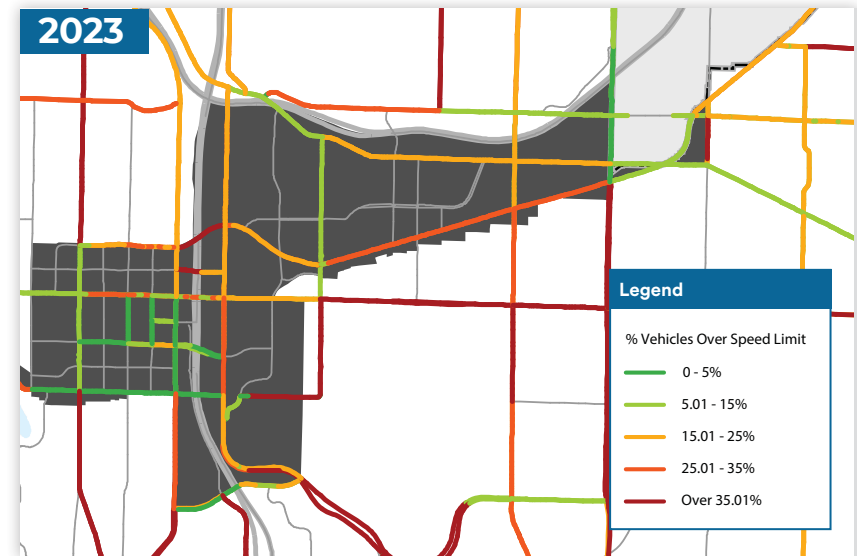 2023
Legend
% Vehicles Over Speed Limit
0 - 5%
5.01 - 15%
15.01 - 25%
25.01 - 35%
Over 35.01%